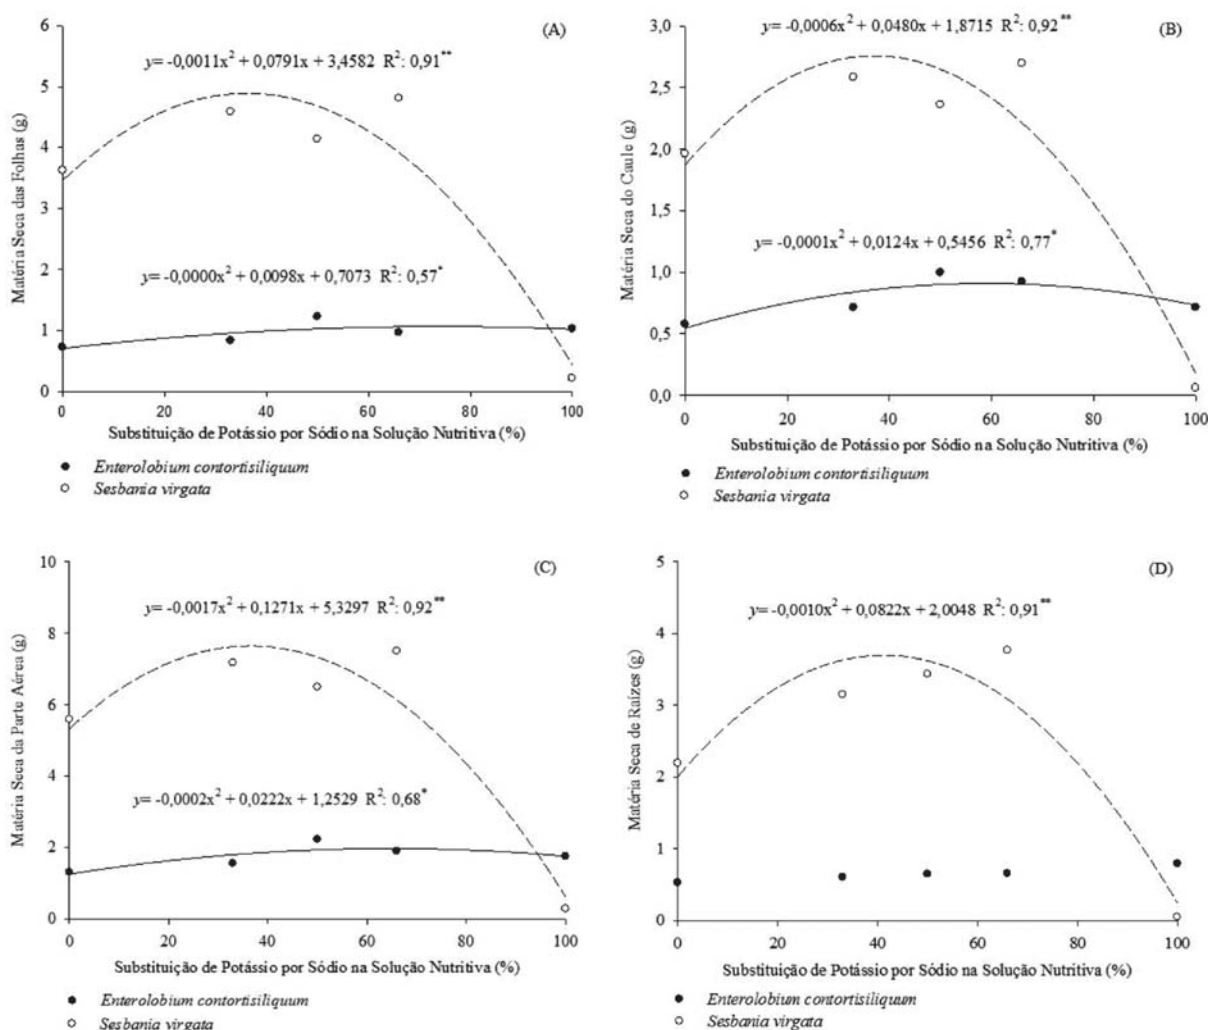 (A)
y= -0,0011x² + 0,0791x + 3,4582 R²: 0,91**
y= -0,0000x² + 0,0098x + 0,7073 R²: 0,57*
Matéria Seca das Folhas (g)
6
5
4
3
2
1
0
0 20 40 60 80 100
Substituição de Potássio por Sódio na Solução Nutritiva (%)
● Enterolobium contortisiliquum
○ Sesbania virgata
(B)
y= -0,0006x² + 0,0480x + 1,8715 R²: 0,92**
y= -0,0001x² + 0,0124x + 0,5456 R²: 0,77*
Matéria Seca do Caule (g)
3,0
2,5
2,0
1,5
1,0
0,5
0,0
0 20 40 60 80 100
Substituição de Potássio por Sódio na Solução Nutritiva (%)
● Enterolobium contortisiliquum
○ Sesbania virgata
(C)
y= -0,0017x² + 0,1271x + 5,3297 R²: 0,92**
y= -0,0002x² + 0,0222x + 1,2529 R²: 0,68*
Matéria Seca da Parte Aérea (g)
10
8
6
4
2
0
0 20 40 60 80 100
Substituição de Potássio por Sódio na Solução Nutritiva (%)
● Enterolobium contortisiliquum
○ Sesbania virgata
(D)
y= -0,0010x² + 0,0822x + 2,0048 R²: 0,91**
Matéria Seca de Raízes (g)
5
4
3
2
1
0
0 20 40 60 80 100
Substituição de Potássio por Sódio na Solução Nutritiva (%)
● Enterolobium contortisiliquum
○ Sesbania virgata